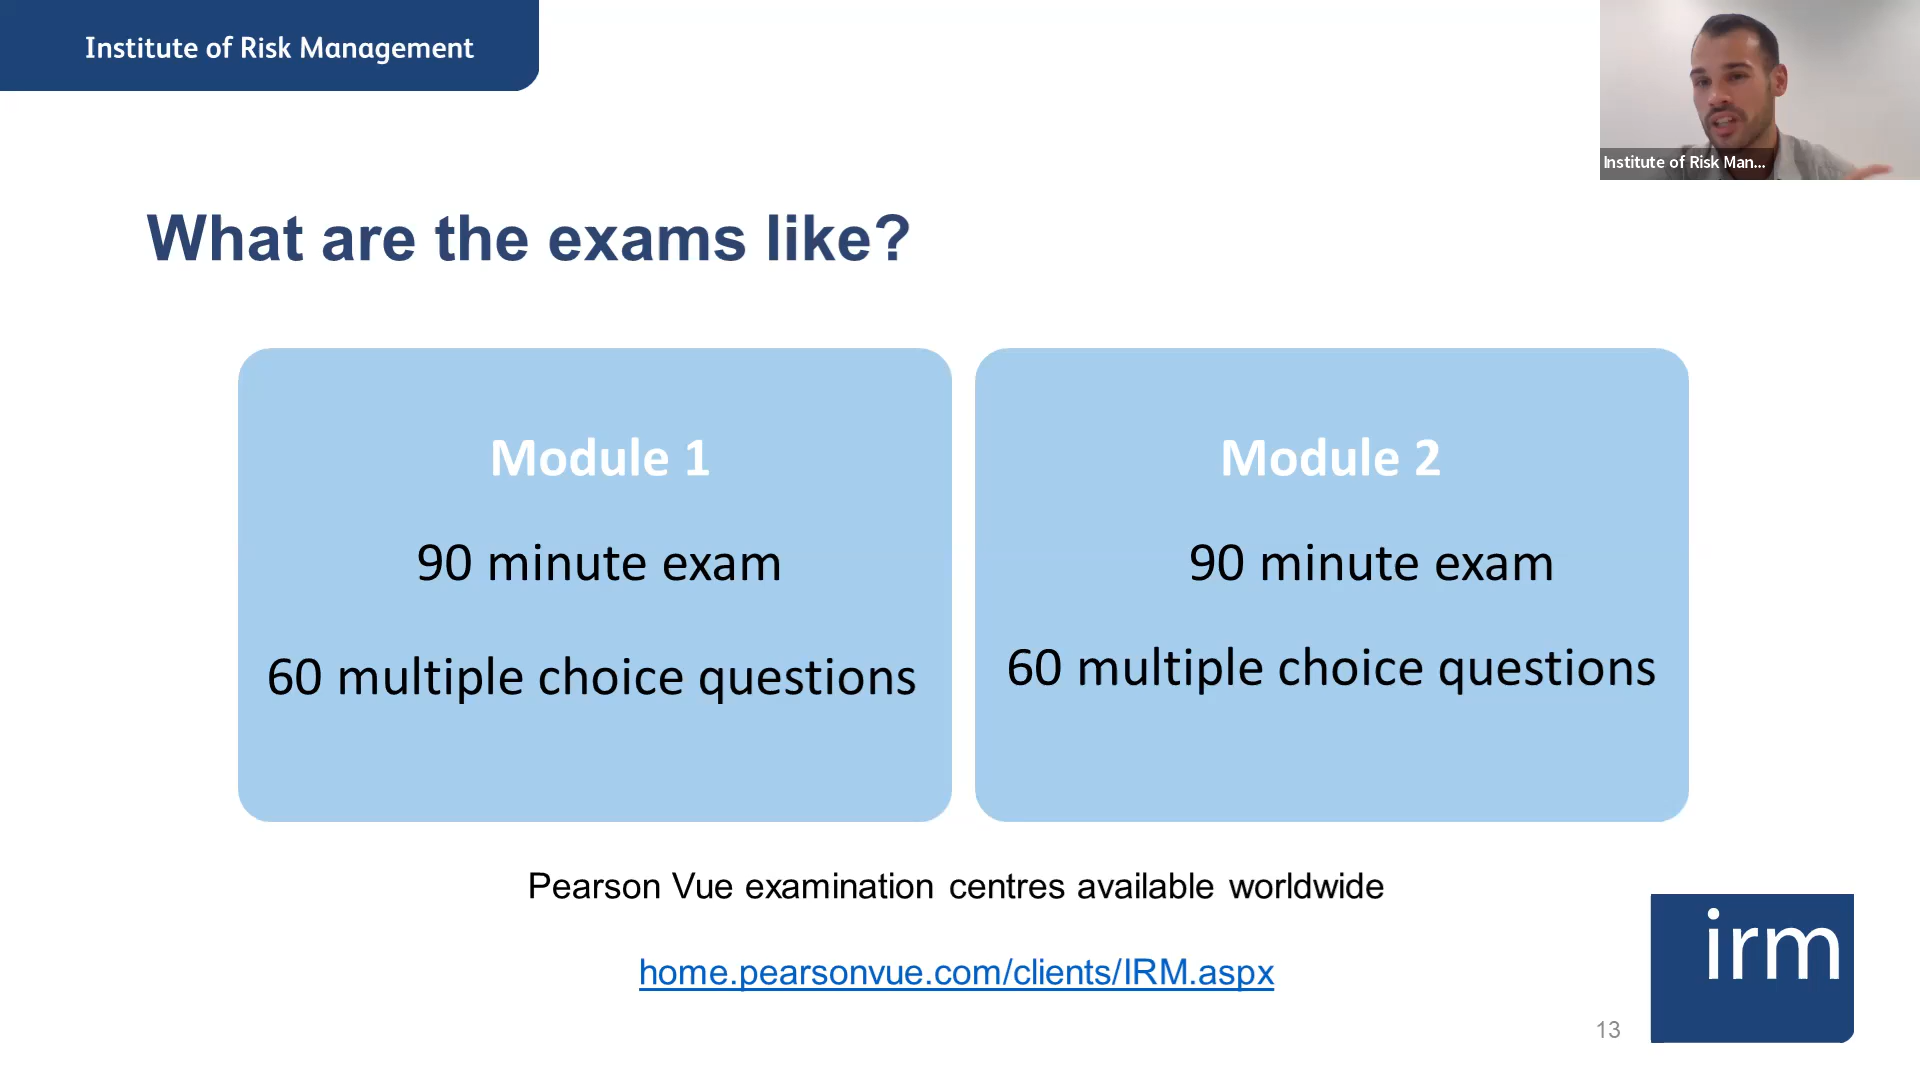 Institute of Risk Management
Institute of Risk Man...
What are the exams like?
Module 1
90 minute exam
60 multiple choice questions
Module 2
90 minute exam
60 multiple choice questions
Pearson Vue examination centres available worldwide
home.pearsonvue.com/clients/IRM.aspx
irm
13